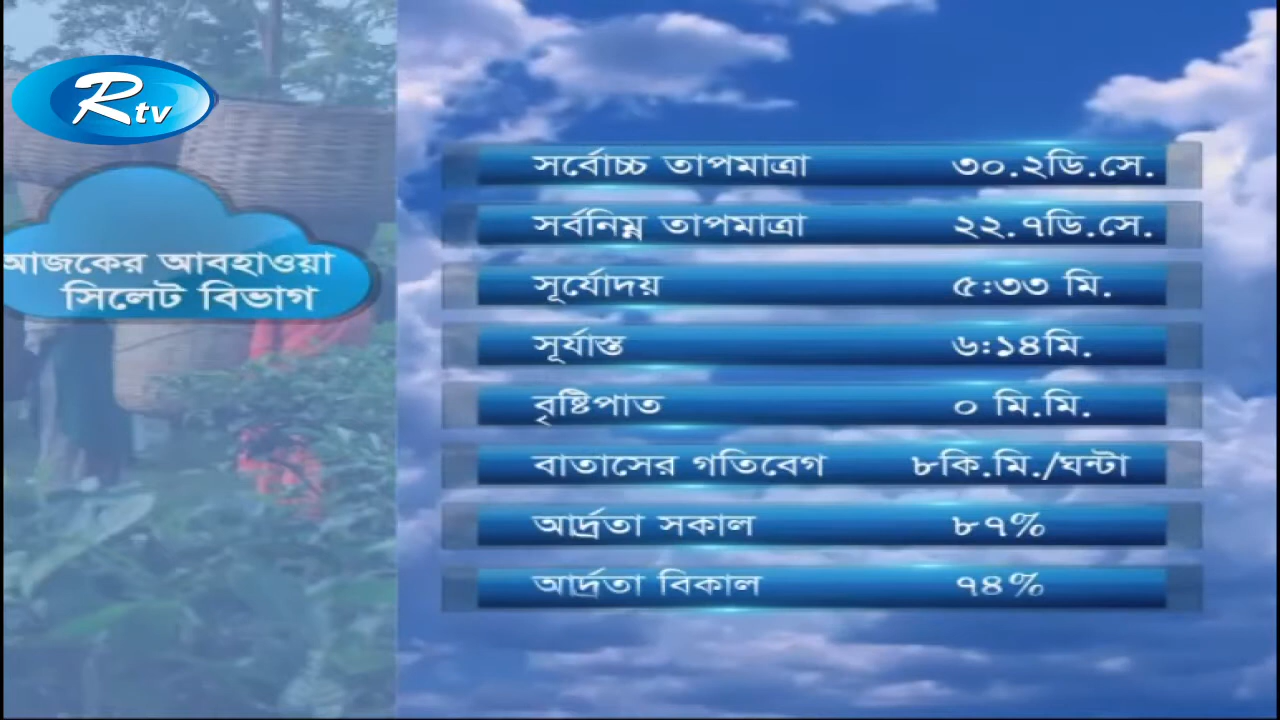 Rtv
আজকের আবহাওয়া
সিলেট বিভাগ
সর্বোচ্চ তাপমাত্রা ৩০.২ডি.সে.
সর্বনিম্ন তাপমাত্রা ২২.৭ডি.সে.
সূর্যোদয় ৫:৩৩ মি.
সূর্যাস্ত ৬:১৪মি.
বৃষ্টিপাত ০ মি.মি.
বাতাসের গতিবেগ ৮কি.মি./ঘন্টা
আর্দ্রতা সকাল ৮৭%
আর্দ্রতা বিকাল ৭৪%